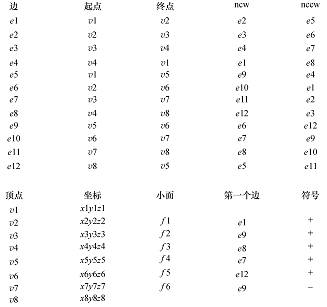 边 起点 终点 ncw nccw
e1 v1 v2 e2 e5
e2 v2 v3 e3 e6
e3 v3 v4 e4 e7
e4 v4 v1 e1 e8
e5 v1 v5 e9 e4
e6 v2 v6 e10 e1
e7 v3 v7 e11 e2
e8 v4 v8 e12 e3
e9 v5 v6 e6 e12
e10 v6 v7 e7 e9
e11 v7 v8 e8 e10
e12 v8 v5 e5 e11
顶点 坐标 小面 第一个边 符号
v1 x1y1z1
v2 x2y2z2 f1 e1 +
v3 x3y3z3 f2 e9 +
v4 x4y4z4 f3 e8 +
v5 x5y5z5 f4 e7 +
v6 x6y6z6 f5 e12 +
v7 x7y7z7 f6 e9 −
v8 x8y8z8